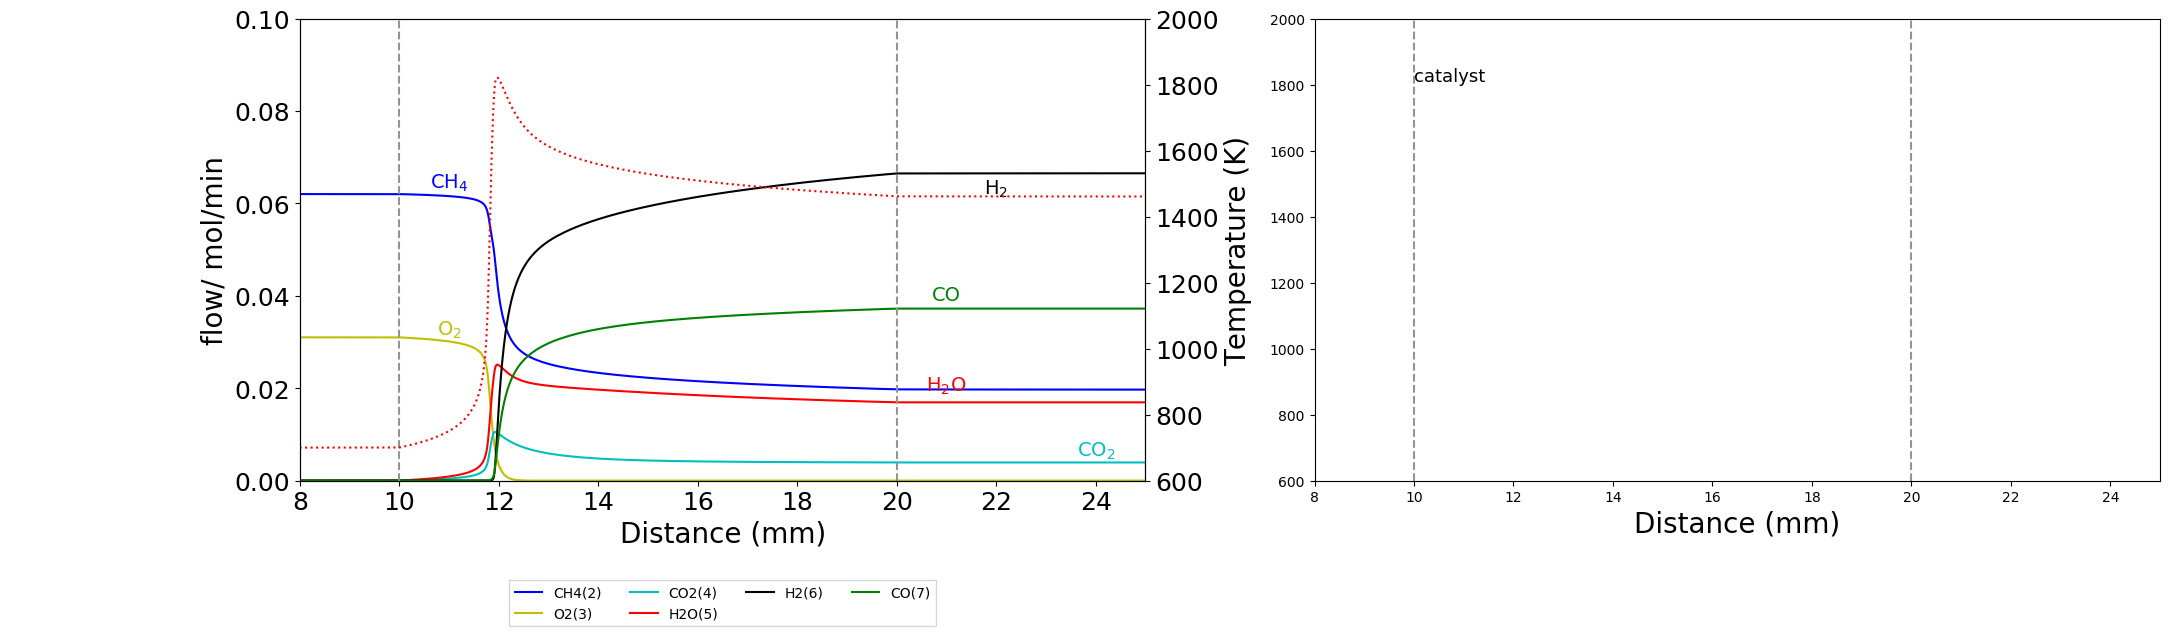 0.10
0.08
0.06
0.04
0.02
0.00
flow/ mol/min
8 10 12 14 16 18 20 22 24
Distance (mm)
CH₄
O₂
H₂
CO
H₂O
CO₂
2000
1800
1600
1400
1200
1000
800
600
Temperature (K)
CH4(2) CO2(4) H2(6) CO(7)
O2(3) H2O(5)
2000
1800
1600
1400
1200
1000
800
600
catalyst
8 10 12 14 16 18 20 22 24
Distance (mm)